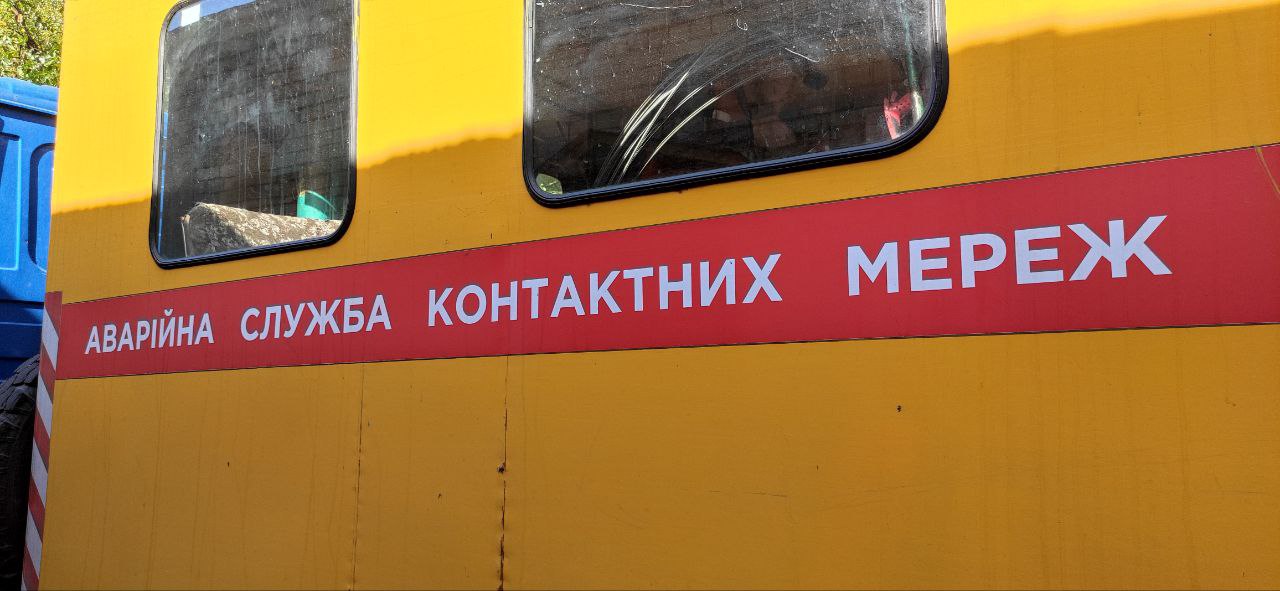 АВАРІЙНА СЛУЖБА КОНТАКТНИХ МЕРЕЖ